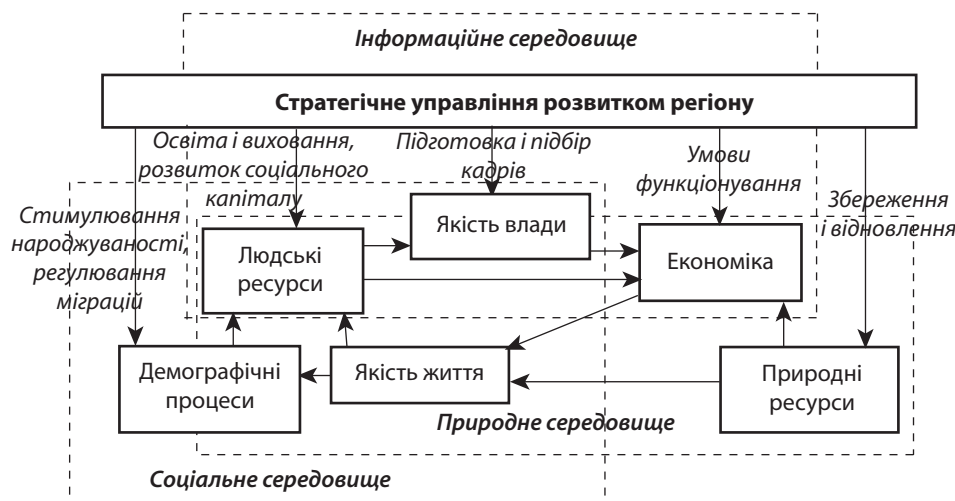 Інформаційне середовище
Стратегічне управління розвитком регіону
Освіта і виховання,
розвиток соціального
капіталу
Підготовка і підбір
кадрів
Умови
функціонування
Збереження
і відновлення
Стимулювання
народжуваності,
регулювання
міграцій
Якість влади
Людські
ресурси
Економіка
Демографічні
процеси
Якість життя
Природні
ресурси
Природне середовище
Соціальне середовище